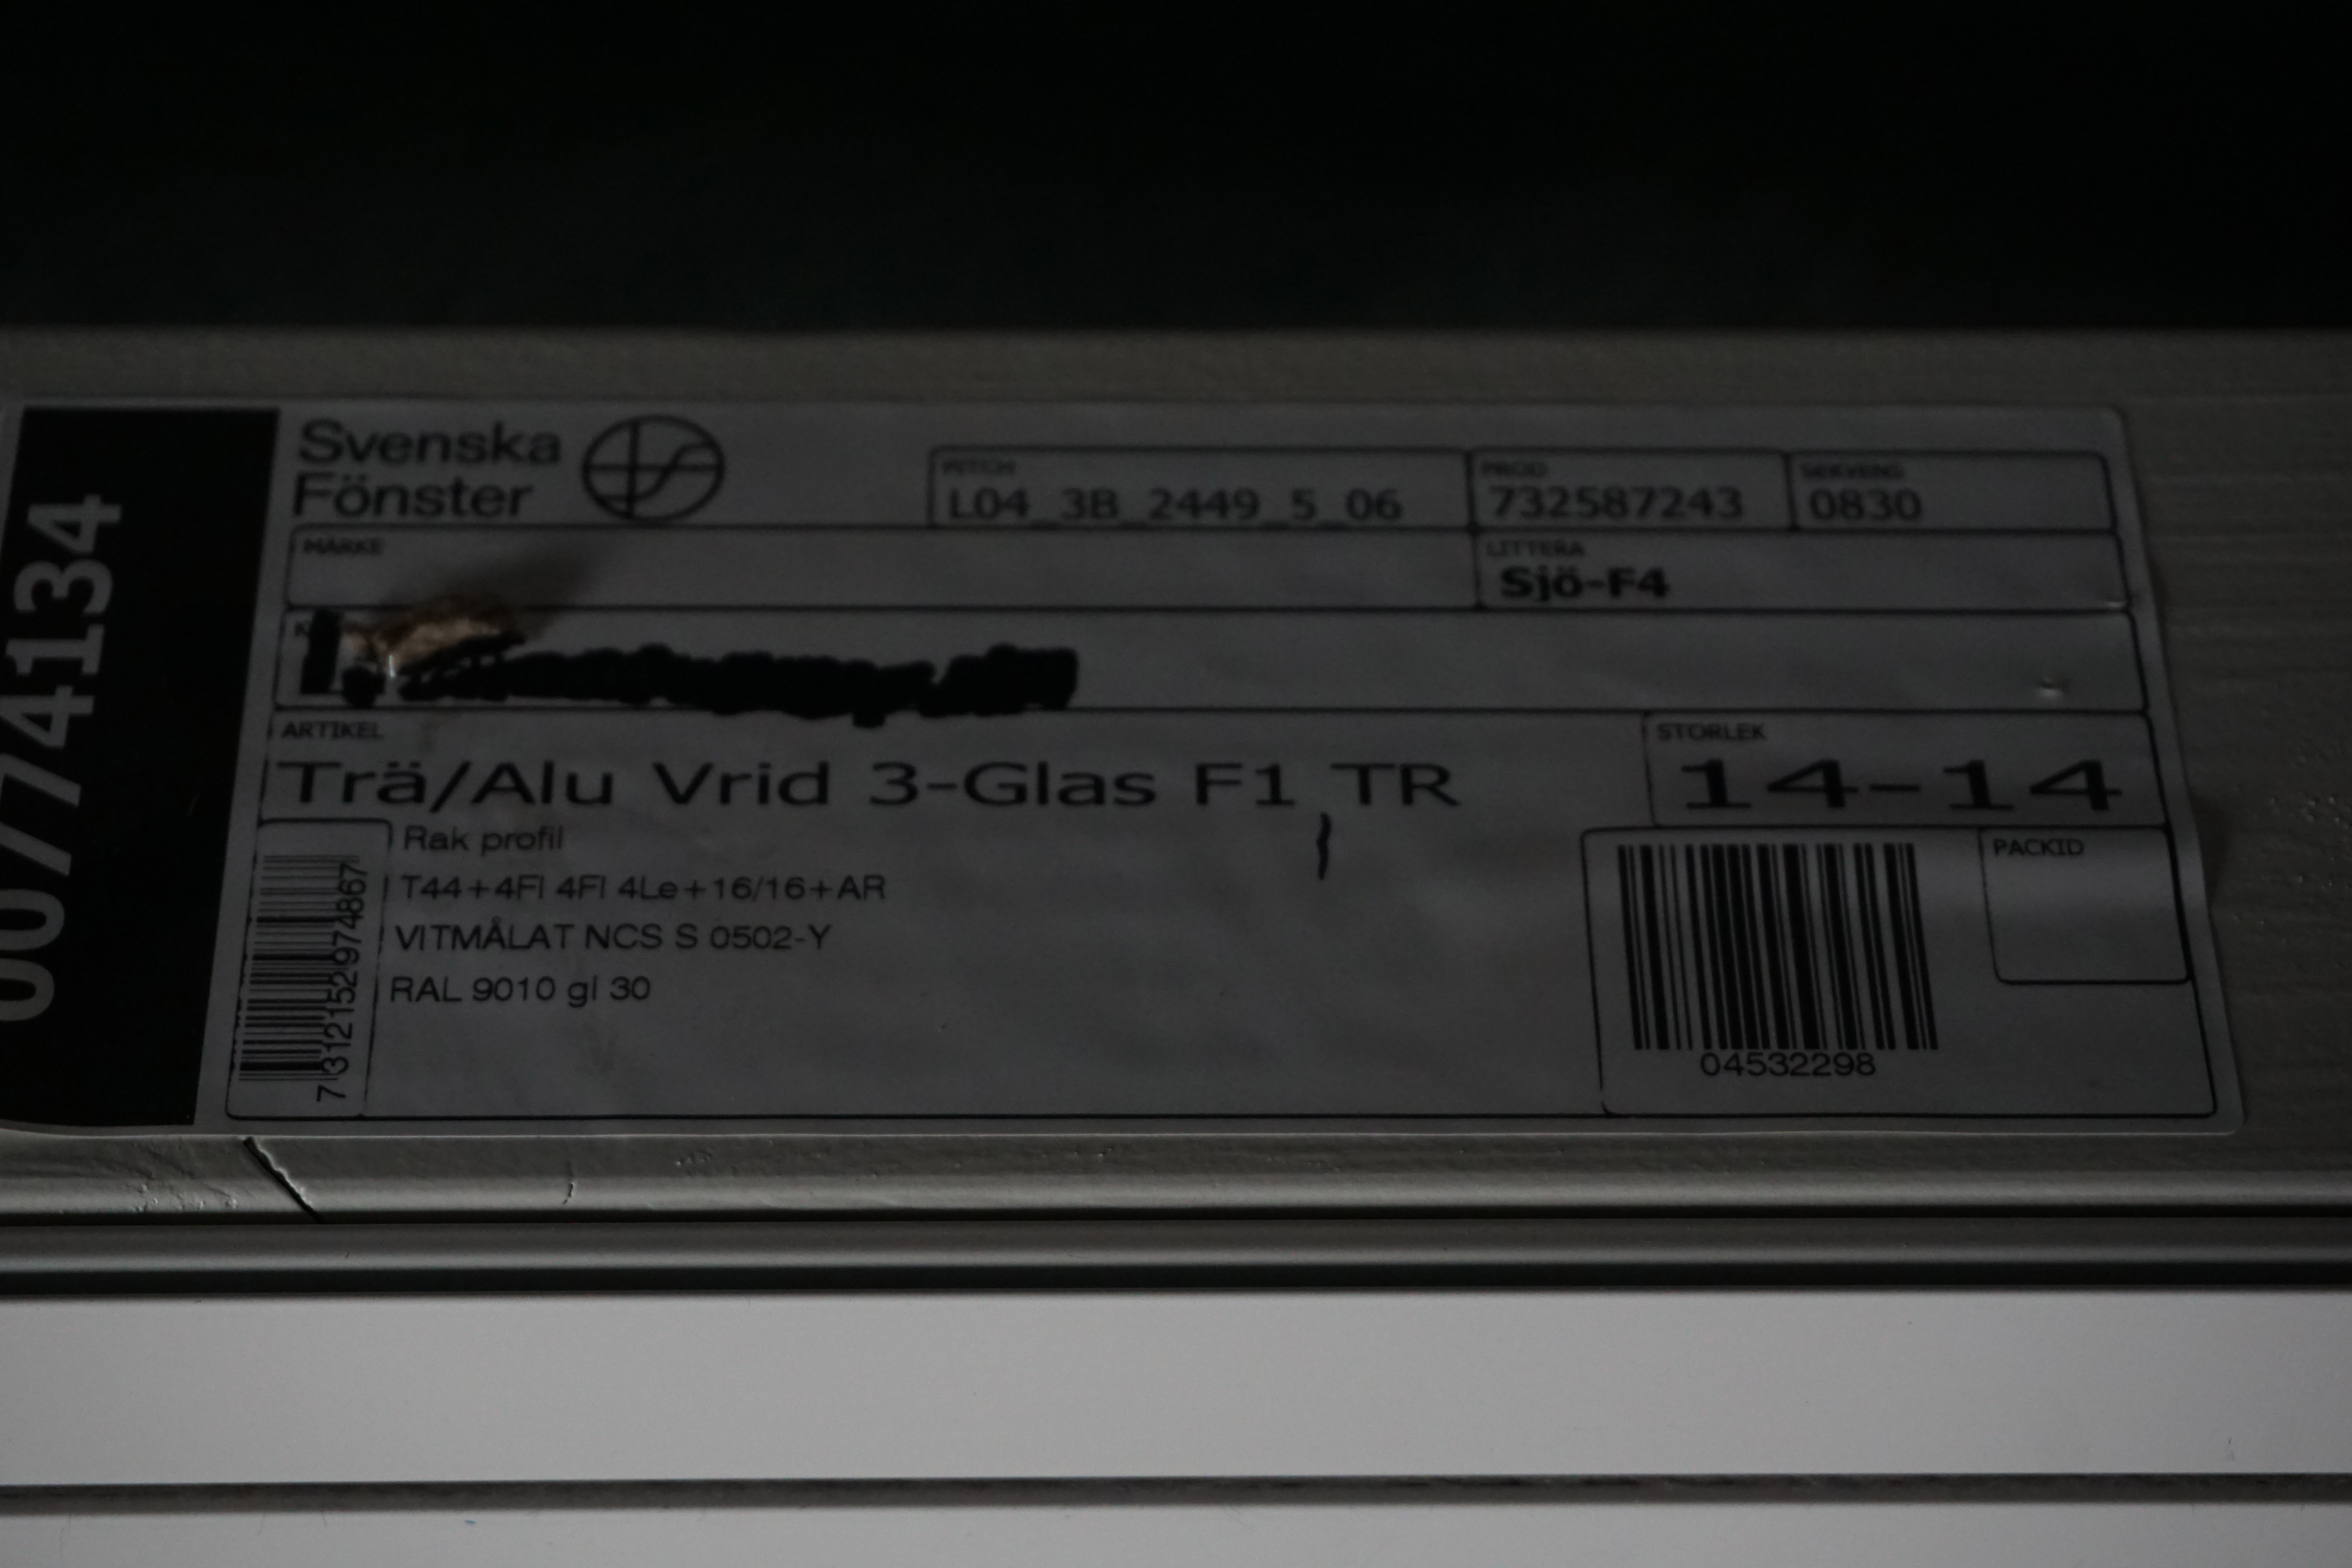 00774134
Svenska
Fönster
L04_3B_2449_5_06
PROD
732587243
SEKVENS
0830
MÄRKE
LITTERA
Sjö-F4
ARTIKEL
Trä/Alu Vrid 3-Glas F1 TR
STORLEK
14-14
Rak profil
T44+4Fl 4Fl 4Le+16/16+AR
VITMÅLAT NCS S 0502-Y
RAL 9010 gl 30
7312152974867
04532298
PACKID